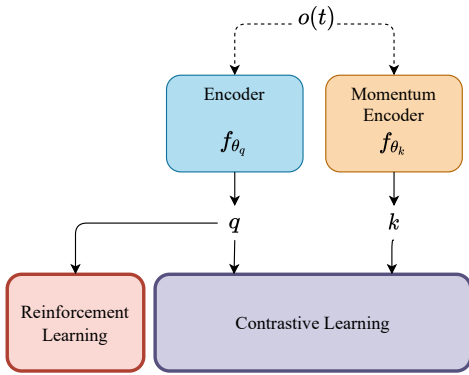 o(t)
Encoder
f_{θ_q}
Momentum
Encoder
f_{θ_k}
q
k
Reinforcement
Learning
Contrastive Learning